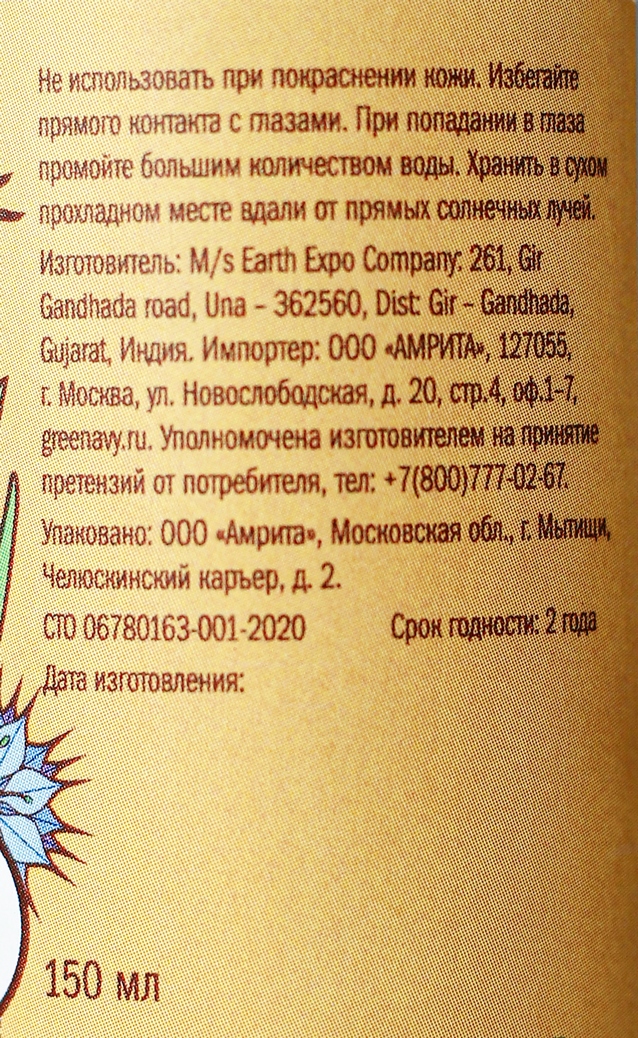 Не использовать при покраснении кожи. Избегайте
прямого контакта с глазами. При попадании в глаза
промойте большим количеством воды. Хранить в сухом
прохладном месте вдали от прямых солнечных лучей.
Изготовитель: M/s Earth Expo Company: 261, Gir
Gandhada road, Una – 362560, Dist: Gir – Gandhada,
Gujarat, Индия. Импортер: ООО «АМРИТА», 127055,
г. Москва, ул. Новослободская, д. 20, стр.4, оф.1-7,
greenavy.ru. Уполномочена изготовителем на принятие
претензий от потребителя, тел: +7(800)777-02-67.
Упаковано: ООО «Амрита», Московская обл., г. Мытищи,
Челюскинский карьер, д. 2.
СТО 06780163-001-2020 Срок годности: 2 года
Дата изготовления:
150 мл